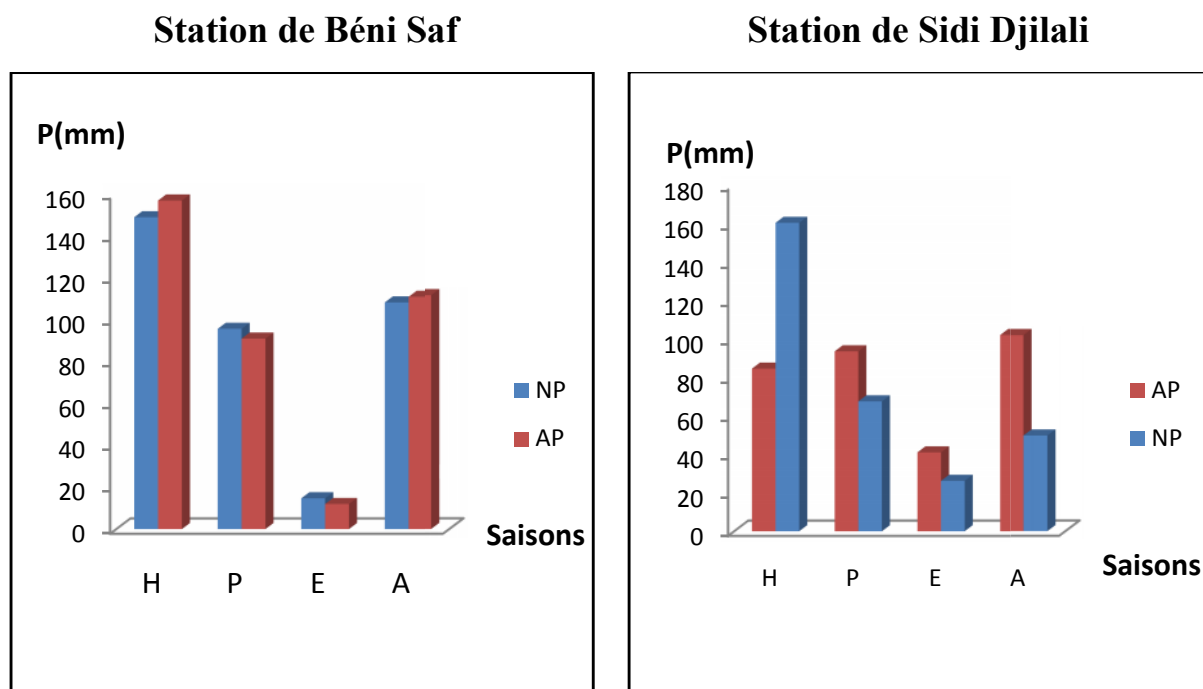 Station de Béni Saf
Station de Sidi Djilali
P(mm)
160
140
120
100
80
60
40
20
0
H P E A
Saisons
NP
AP
P(mm)
180
160
140
120
100
80
60
40
20
0
H P E A
Saisons
AP
NP